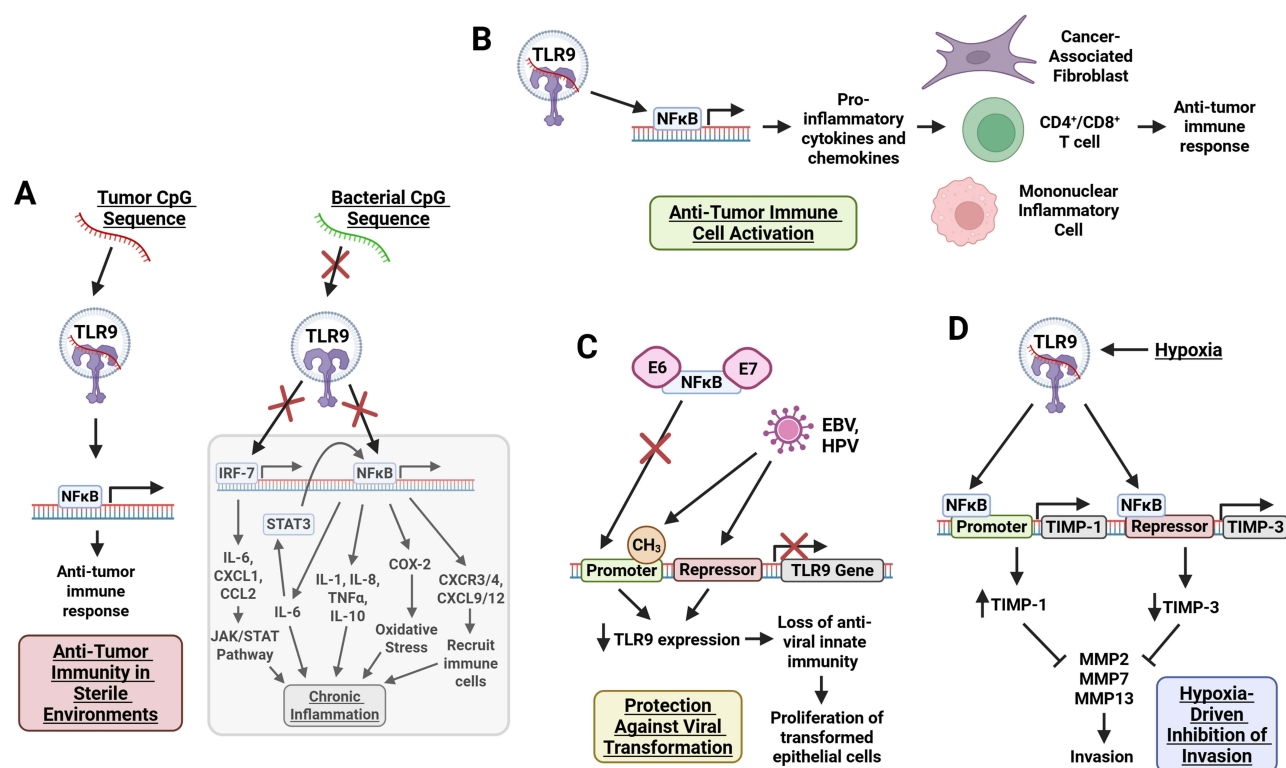 A
Tumor CpG
Sequence
TLR9
NFκB
Anti-tumor
immune
response
Anti-Tumor
Immunity in
Sterile
Environments
Bacterial CpG
Sequence
TLR9
IRF-7
NFκB
STAT3
IL-6,
CXCL1,
CCL2
JAK/STAT
Pathway
IL-6
IL-1, IL-8,
TNFα,
IL-10
COX-2
Oxidative
Stress
CXCR3/4,
CXCL9/12
Recruit
immune
cells
Chronic
Inflammation
B
TLR9
NFκB
Pro-
inflammatory
cytokines and
chemokines
Cancer-
Associated
Fibroblast
CD4⁺/CD8⁺
T cell
Mononuclear
Inflammatory
Cell
Anti-tumor
immune
response
Anti-Tumor Immune
Cell Activation
C
E6
NFκB
E7
EBV,
HPV
CH₃
Promoter
Repressor
TLR9 Gene
TLR9 expression
Loss of anti-
viral innate
immunity
Proliferation of
transformed
epithelial cells
Protection
Against Viral
Transformation
D
TLR9
Hypoxia
NFκB
Promoter
TIMP-1
NFκB
Repressor
TIMP-3
TIMP-1
TIMP-3
MMP2
MMP7
MMP13
Invasion
Hypoxia-
Driven
Inhibition of
Invasion